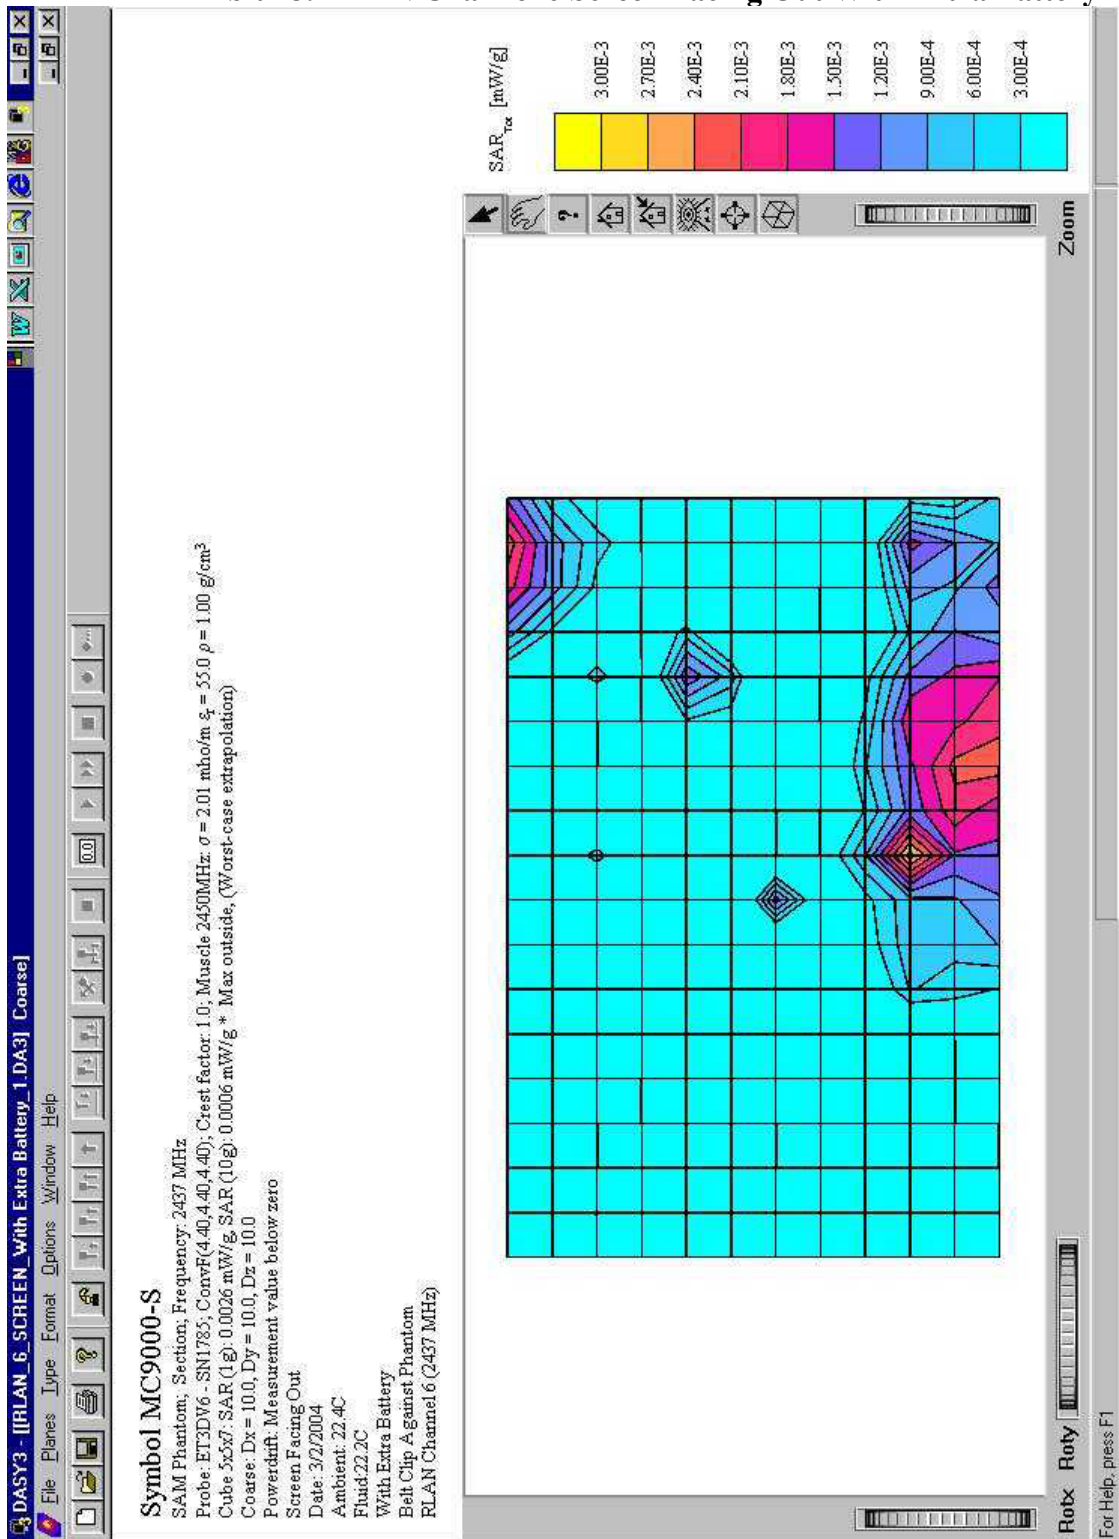 DASY3 - [[RLAN_6_SCREEN_With Extra Battery_1.DA3] Coarse]
File Planes Type Format Options Window Help
Symbol MC9000-S
SAM Phantom; Section; Frequency: 2437 MHz
Probe: ET3DV6 - SN1785; ConvF(4.40,4.40,4.40); Crest factor: 1.0; Muscle 2450MHz: σ = 2.01 mho/m εr = 55.0 ρ = 1.00 g/cm³
Cube 5x5x7: SAR (1g): 0.0026 mW/g, SAR (10g): 0.0006 mW/g * Max outside, (Worst-case extrapolation)
Coarse: Dx = 10.0, Dy = 10.0, Dz = 10.0
Powerdrift: Measurement value below zero
Screen Facing Out
Date: 3/2/2004
Ambient: 22.4C
Fluid:22.2C
With Extra Battery
Belt Clip Against Phantom
RLAN Channel 6 (2437 MHz)
SARTot [mW/g]
3.00E-3
2.70E-3
2.40E-3
2.10E-3
1.80E-3
1.50E-3
1.20E-3
9.00E-4
6.00E-4
3.00E-4
Rotx Roty Zoom
For Help, press F1